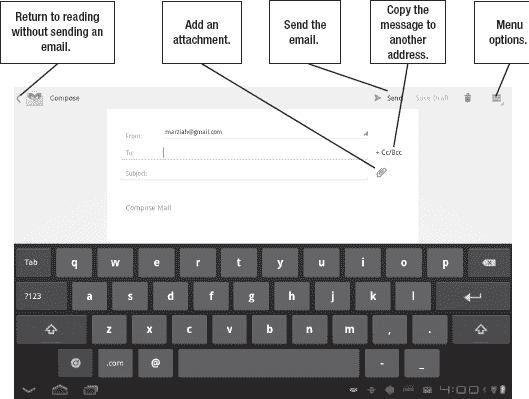 Return to reading
without sending an
email.
Add an
attachment.
Send the
email.
Copy the
message to
another
address.
Menu
options.
Compose
Send
Save draft
From:
marziah@gmail.com
To:
+ Cc/Bcc
Subject:
Compose Mail
Tab q w e r t y u i o p
?123 a s d f g h j k l
z x c v b n m , .
.com @ - _